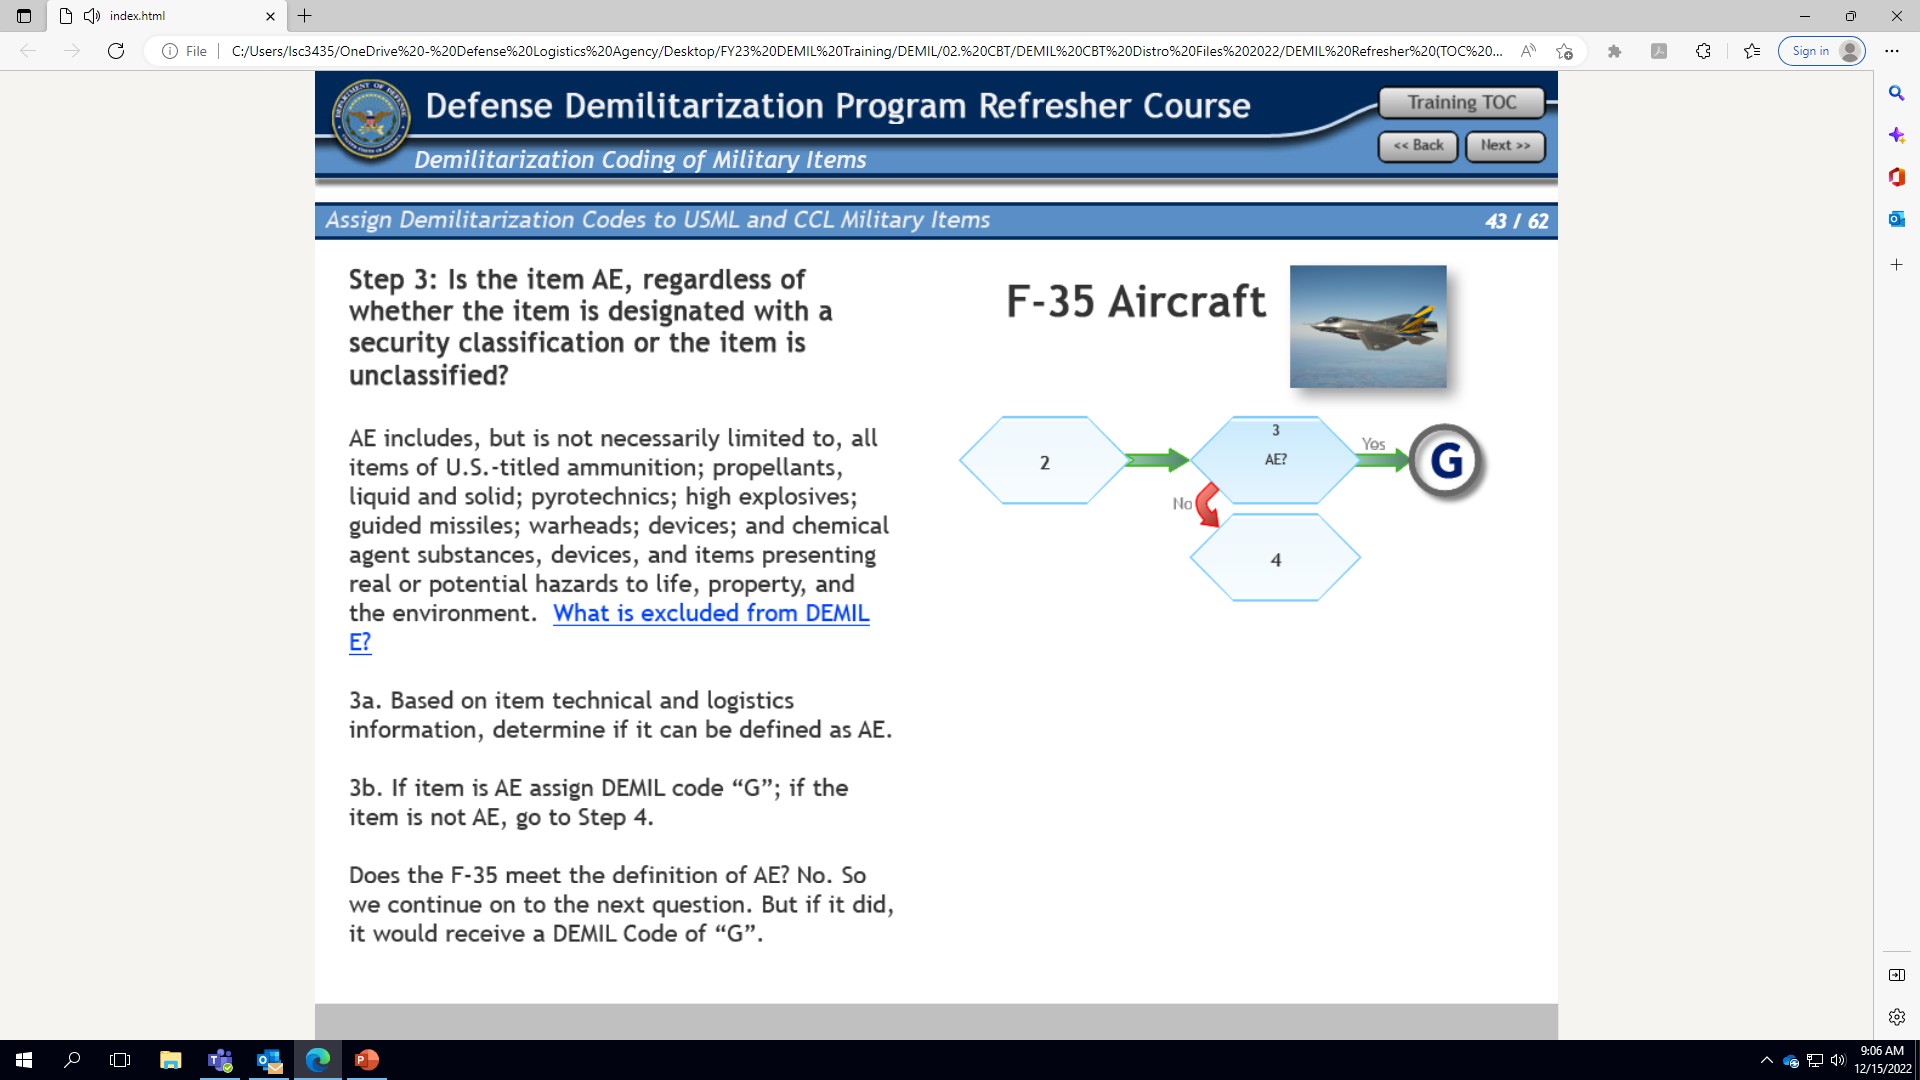 index.html
File
C:/Users/lsc3435/OneDrive%20-%20Defense%20Logistics%20Agency/Desktop/FY23%20DEMIL%20Training/DEMIL/02.%20CBT/DEMIL%20CBT%20Distro%20Files%202022/DEMIL%20Refresher%20(TOC%20...
Sign in
Defense Demilitarization Program Refresher Course
Training TOC
<< Back
Next >>
Demilitarization Coding of Military Items
Assign Demilitarization Codes to USML and CCL Military Items
43 / 62
Step 3: Is the item AE, regardless of
whether the item is designated with a
security classification or the item is
unclassified?
AE includes, but is not necessarily limited to, all
items of U.S.-titled ammunition; propellants,
liquid and solid; pyrotechnics; high explosives;
guided missiles; warheads; devices; and chemical
agent substances, devices, and items presenting
real or potential hazards to life, property, and
the environment. What is excluded from DEMIL
E?
3a. Based on item technical and logistics
information, determine if it can be defined as AE.
3b. If item is AE assign DEMIL code “G”; if the
item is not AE, go to Step 4.
Does the F-35 meet the definition of AE? No. So
we continue on to the next question. But if it did,
it would receive a DEMIL Code of “G”.
F-35 Aircraft
2
3
AE?
Yes
G
No
4
9:06 AM
12/15/2022